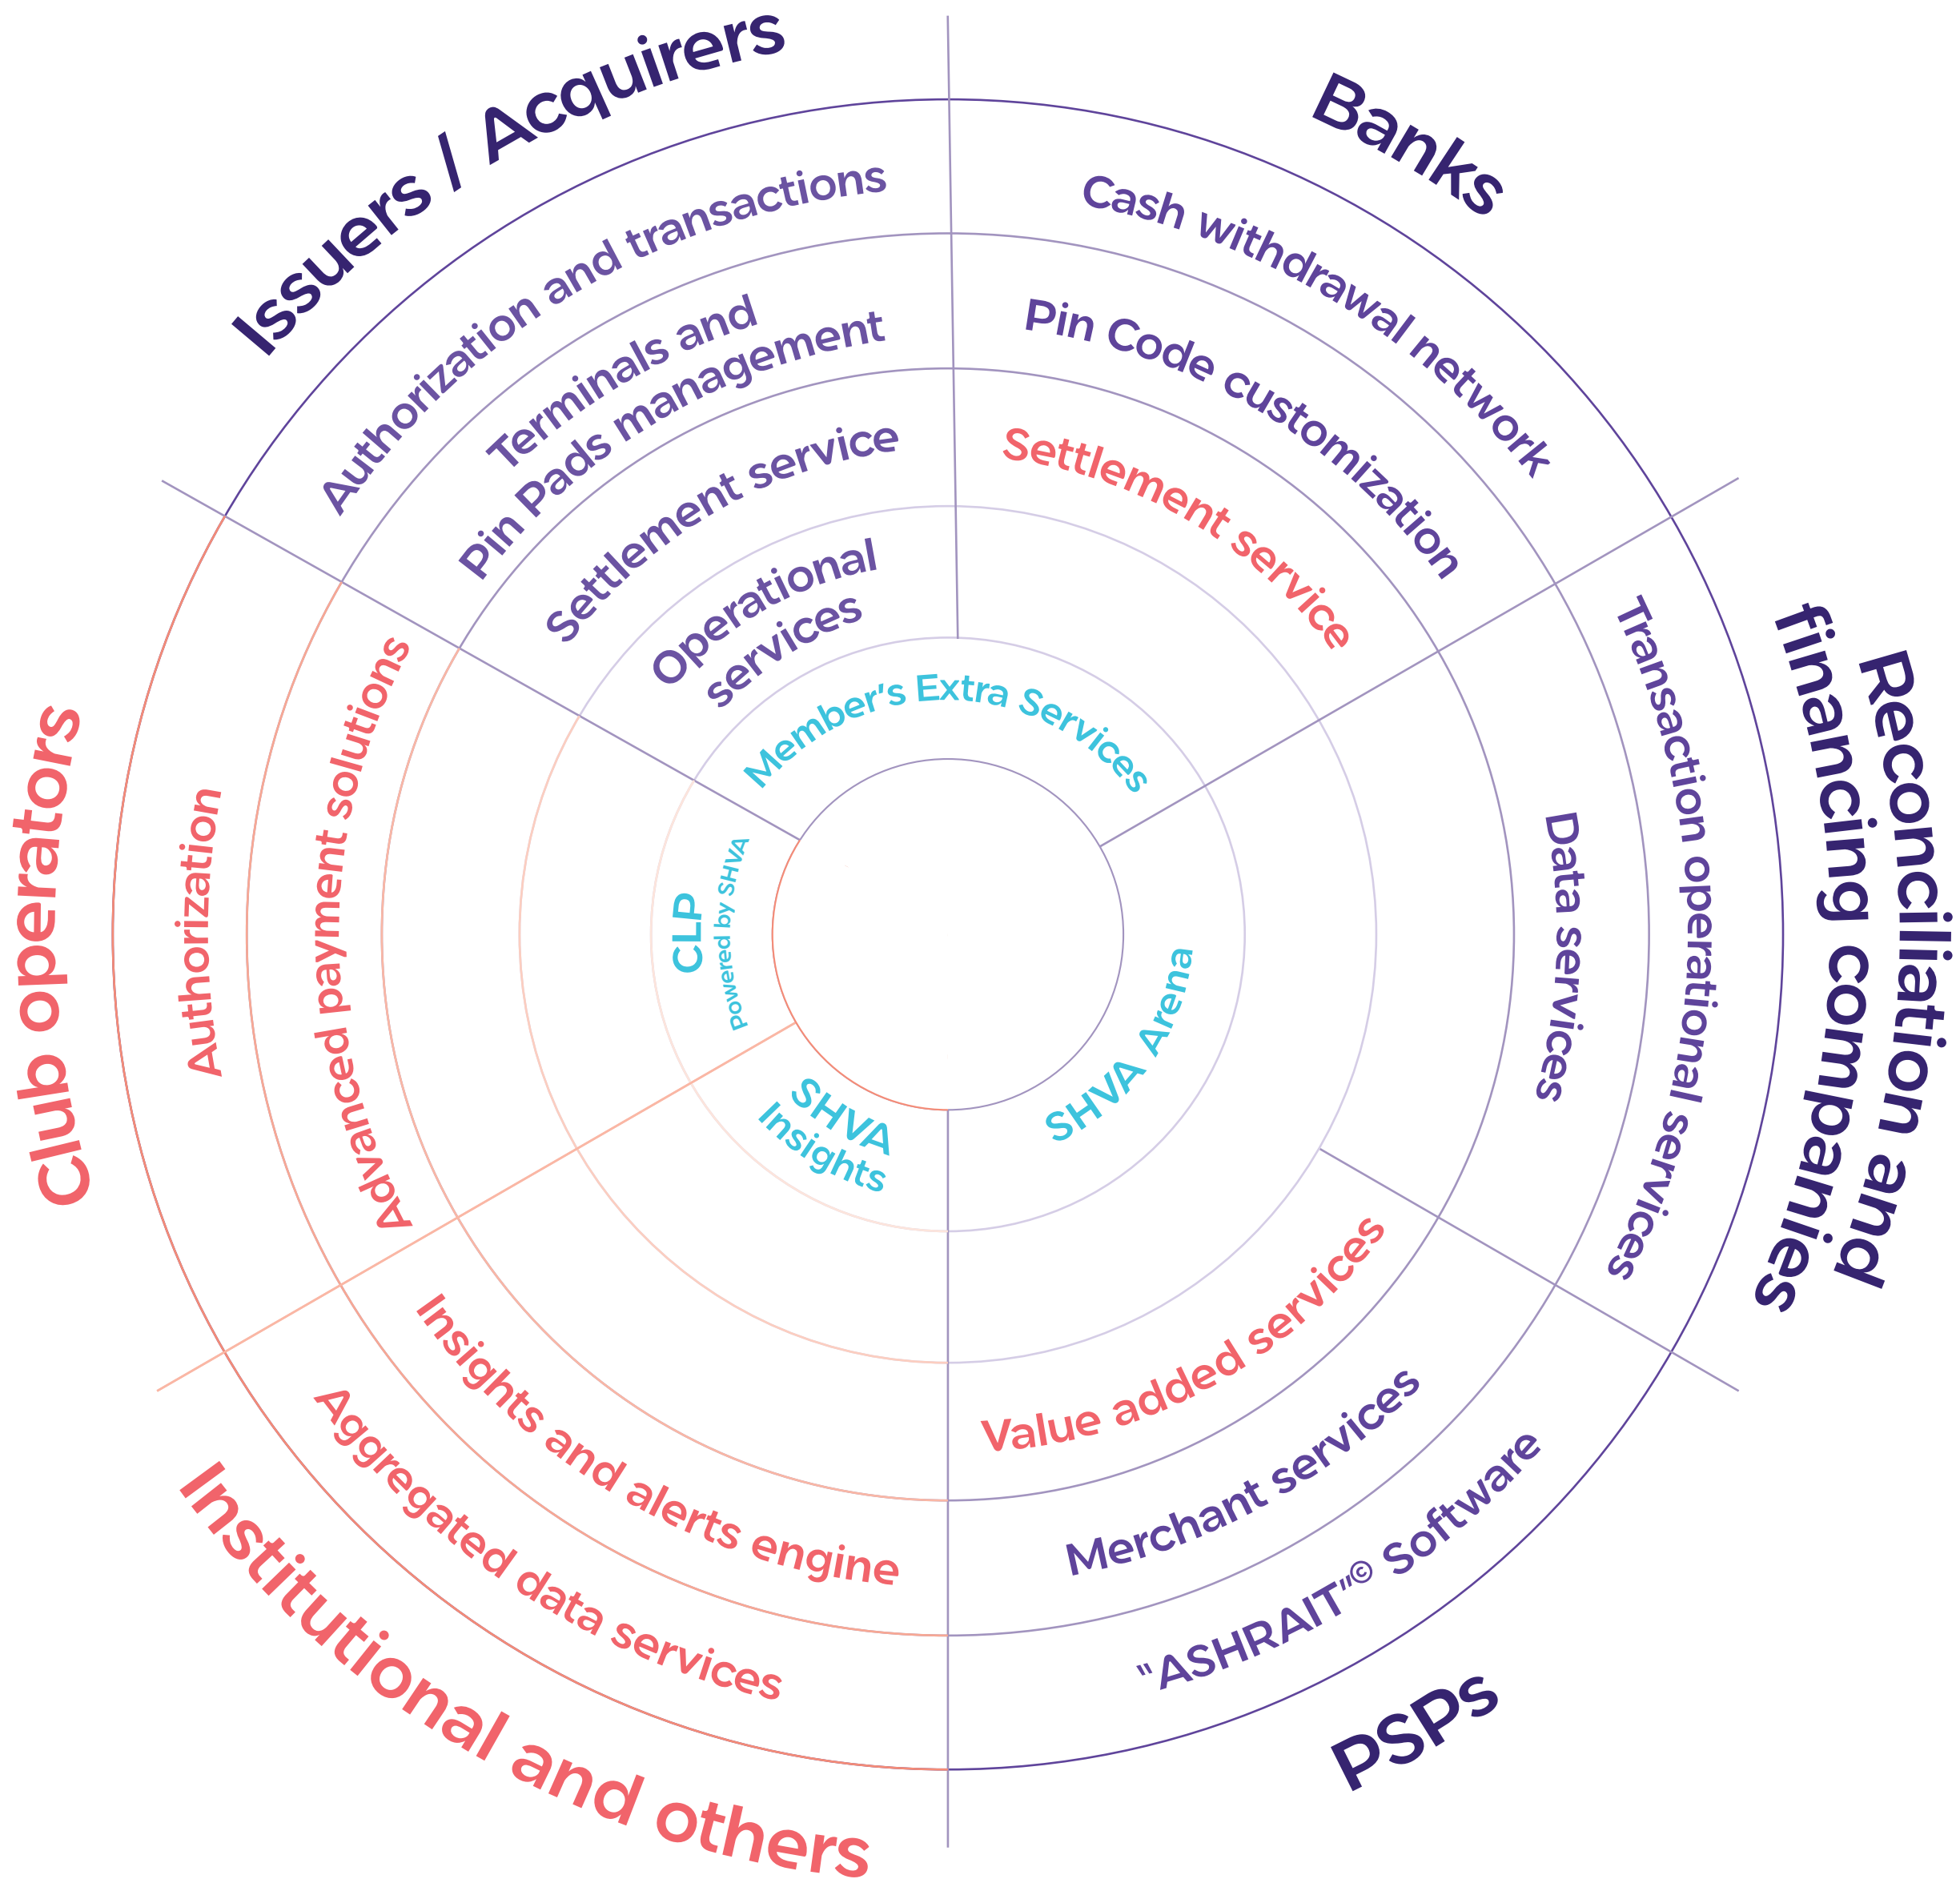 Issuers / Acquirers
Authorization and transactions
Terminals and
Pin Pads management
Settlement service
Operational
services
Banks
Cash withdrawal network
Pin Code customization
Settlement service
Member's Extra Services
Reconciliation and
financing companies
Transaction operational services
Data services
SHVA Arena
PSPs
"ASHRAIT"© Software
Merchant services
Value added services
Institutional and others
Aggregated data services
Insights and alerts engine
SHVA
Insights
Club operators
Authorization
Advanced payment solutions
CLP
Powered by SHVA